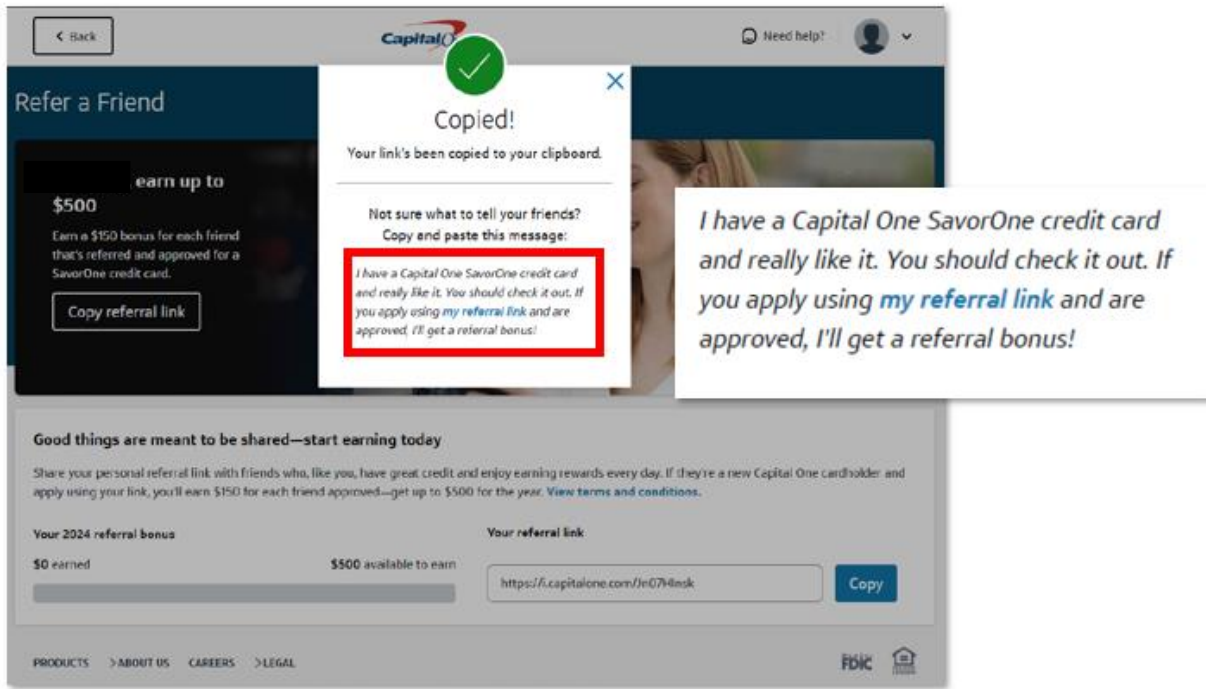 Back
Capital
Need help?
Refer a Friend
earn up to
$500
Earn a $150 bonus for each friend
that's referred and approved for a
SavorOne credit card.
Copy referral link
Copied!
Your link's been copied to your clipboard.
Not sure what to tell your friends?
Copy and paste this message:
I have a Capital One SavorOne credit card
and really like it. You should check it out. If
you apply using my referral link and are
approved, I'll get a referral bonus!
I have a Capital One SavorOne credit card
and really like it. You should check it out. If
you apply using my referral link and are
approved, I'll get a referral bonus!
Good things are meant to be shared—start earning today
Share your personal referral link with friends who, like you, have great credit and enjoy earning rewards every day. If they're a new Capital One cardholder and
apply using your link, you'll earn $150 for each friend approved—get up to $500 for the year. View terms and conditions.
Your 2024 referral bonus
$0 earned
$500 available to earn
Your referral link
Copy
PRODUCTS >ABOUT US CAREERS >LEGAL
FDIC